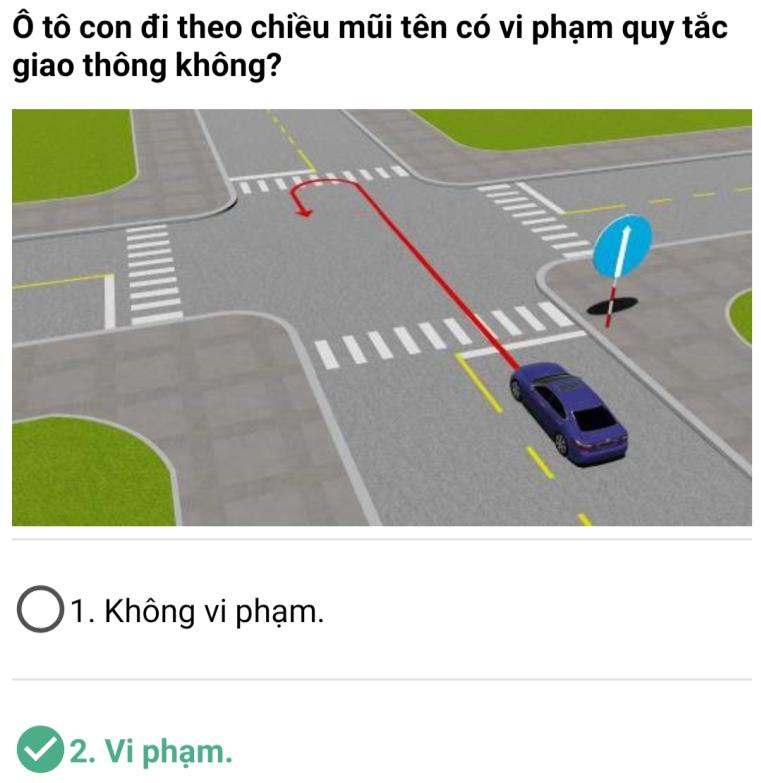 Ô tô con đi theo chiều mũi tên có vi phạm quy tắc
giao thông không?
1. Không vi phạm.
2. Vi phạm.